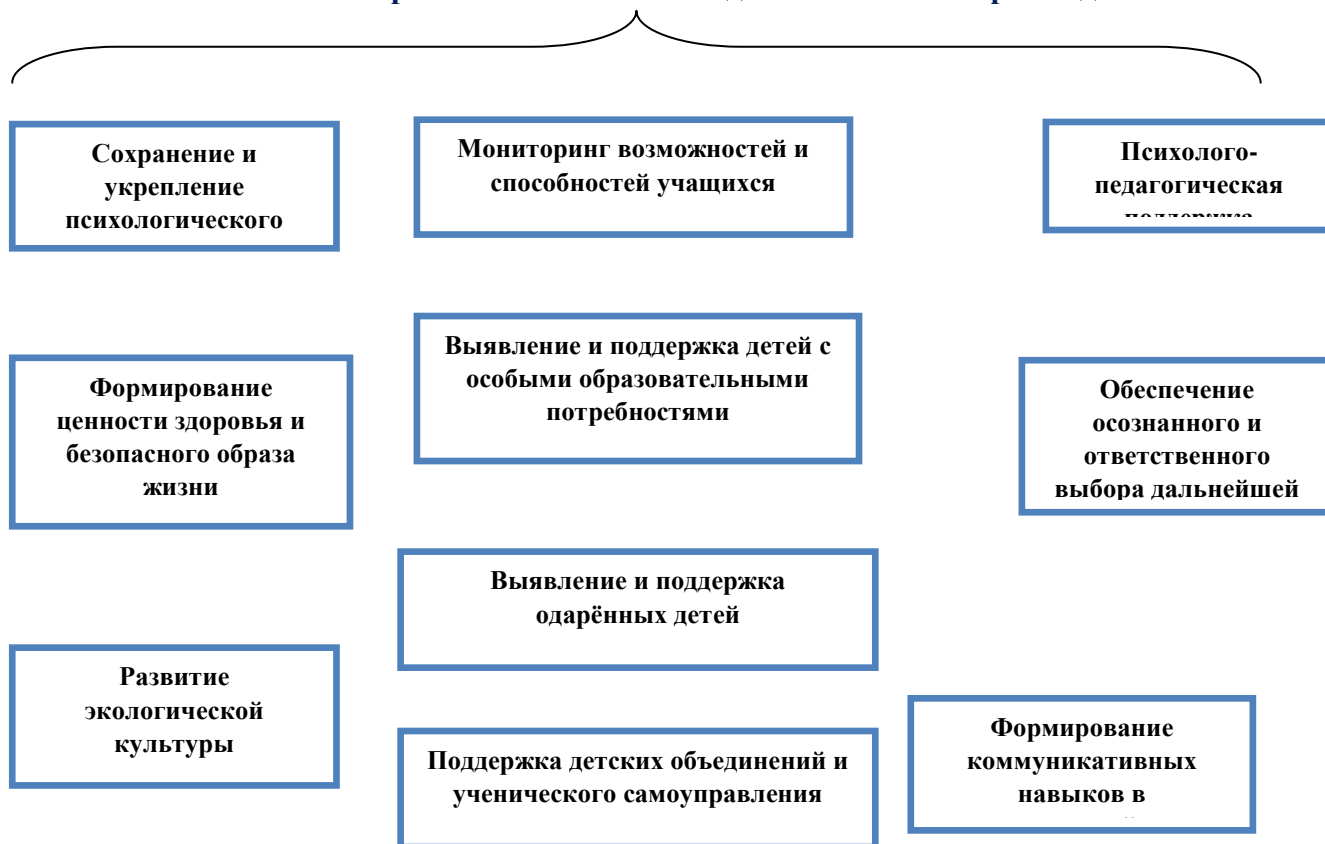 Сохранение и
укрепление
психологического
Мониторинг возможностей и
способностей учащихся
Психолого-
педагогическая
поддержка
Формирование
ценности здоровья и
безопасного образа
жизни
Выявление и поддержка детей с
особыми образовательными
потребностями
Обеспечение
осознанного и
ответственного
выбора дальнейшей
Выявление и поддержка
одарённых детей
Развитие
экологической
культуры
Поддержка детских объединений и
ученического самоуправления
Формирование
коммуникативных
навыков в